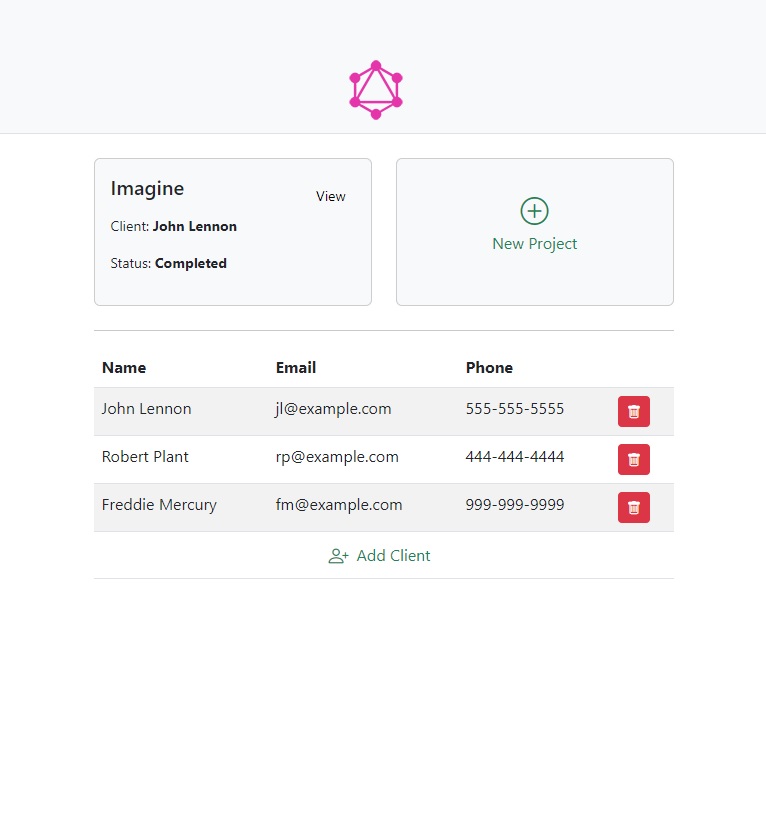 Imagine
View
Client: John Lennon
Status: Completed
New Project
Name Email Phone
John Lennon jl@example.com 555-555-5555
Robert Plant rp@example.com 444-444-4444
Freddie Mercury fm@example.com 999-999-9999
Add Client